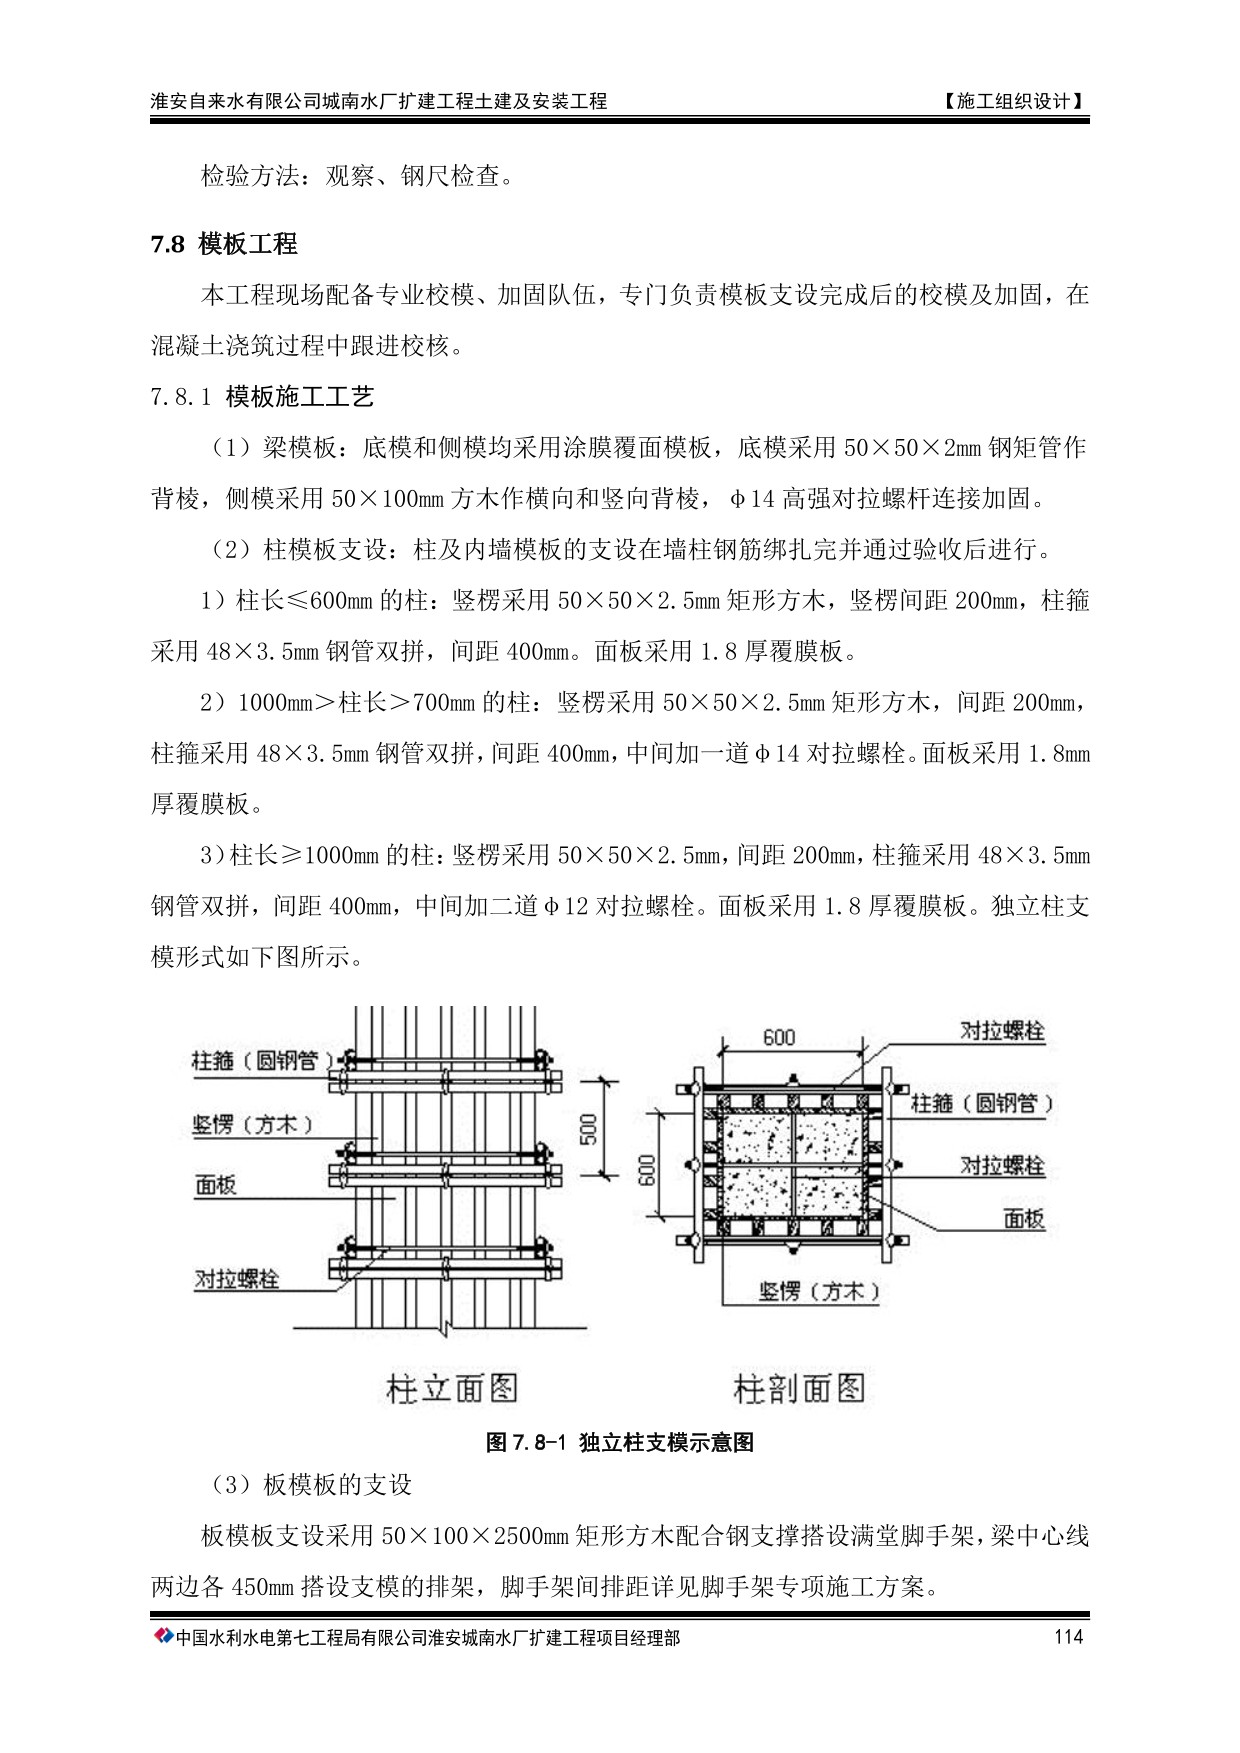 淮安自来水有限公司城南水厂扩建工程土建及安装工程 【施工组织设计】
检验方法：观察、钢尺检查。
7.8 模板工程
本工程现场配备专业校模、加固队伍，专门负责模板支设完成后的校模及加固，在
混凝土浇筑过程中跟进校核。
7.8.1 模板施工工艺
（1）梁模板：底模和侧模均采用涂膜覆面模板，底模采用 50×50×2mm 钢矩管作
背棱，侧模采用 50×100mm 方木作横向和竖向背棱，φ14 高强对拉螺杆连接加固。
（2）柱模板支设：柱及内墙模板的支设在墙柱钢筋绑扎完并通过验收后进行。
1）柱长≤600mm 的柱：竖楞采用 50×50×2.5mm 矩形方木，竖楞间距 200mm，柱箍
采用 48×3.5mm 钢管双拼，间距 400mm。面板采用 1.8 厚覆膜板。
2）1000mm＞柱长＞700mm 的柱：竖楞采用 50×50×2.5mm 矩形方木，间距 200mm，
柱箍采用 48×3.5mm 钢管双拼，间距 400mm，中间加一道φ14 对拉螺栓。面板采用 1.8mm
厚覆膜板。
3）柱长≥1000mm 的柱：竖楞采用 50×50×2.5mm，间距 200mm，柱箍采用 48×3.5mm
钢管双拼，间距 400mm，中间加二道φ12 对拉螺栓。面板采用 1.8 厚覆膜板。独立柱支
模形式如下图所示。
柱箍（圆钢管）
竖愣（方木）
面板
对拉螺栓
500
600
600
对拉螺栓
柱箍（圆钢管）
对拉螺栓
面板
竖愣（方木）
柱立面图
柱剖面图
图 7.8-1 独立柱支模示意图
（3）板模板的支设
板模板支设采用 50×100×2500mm 矩形方木配合钢支撑搭设满堂脚手架，梁中心线
两边各 450mm 搭设支模的排架，脚手架间排距详见脚手架专项施工方案。
中国水利水电第七工程局有限公司淮安城南水厂扩建工程项目经理部 114